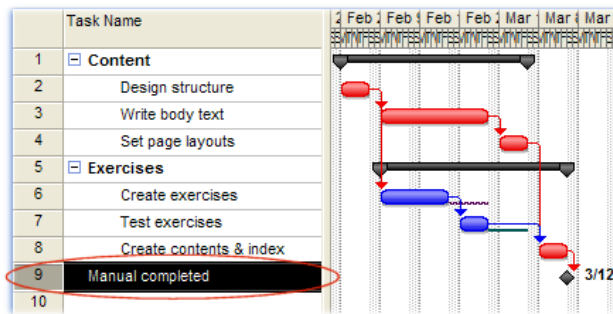 Task Name
Feb Feb Feb Feb Mar Mar Mar
1 Content
2 Design structure
3 Write body text
4 Set page layouts
5 Exercises
6 Create exercises
7 Test exercises
8 Create contents & index
9 Manual completed 3/12
10